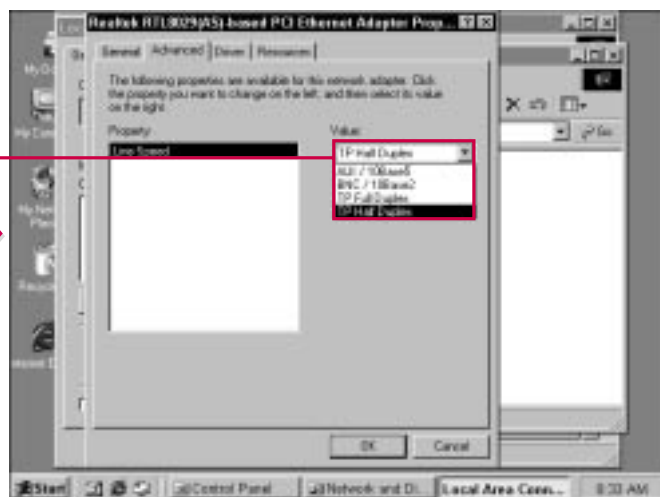 Realtek RTL8029(AS)-based PCI Ethernet Adapter Prop...
General Advanced Driver Resources
The following properties are available for this network adapter. Click
the property you want to change on the left, and then select its value
on the right.
Property: Value:
Line Speed TP Half Duplex
AUI / 10Base5
BNC / 10Base2
TP Full Duplex
TP Half Duplex
Go
OK Cancel
Start Control Panel Network and Di... Local Area Conn... 8:33 AM